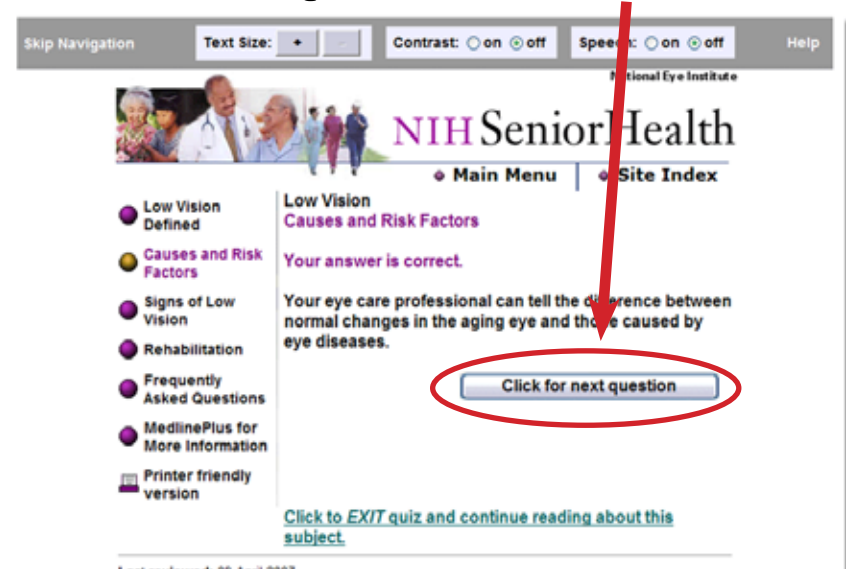 Skip Navigation
Text Size: + -
Contrast: on off
Speech: on off
Help
National Eye Institute
NIH SeniorHealth
Main Menu
Site Index
Low Vision
Defined
Causes and Risk
Factors
Signs of Low
Vision
Rehabilitation
Frequently
Asked Questions
MedlinePlus for
More Information
Printer friendly
version
Low Vision
Causes and Risk Factors
Your answer is correct.
Your eye care professional can tell the difference between
normal changes in the aging eye and those caused by
eye diseases.
Click for next question
Click to EXIT quiz and continue reading about this
subject.